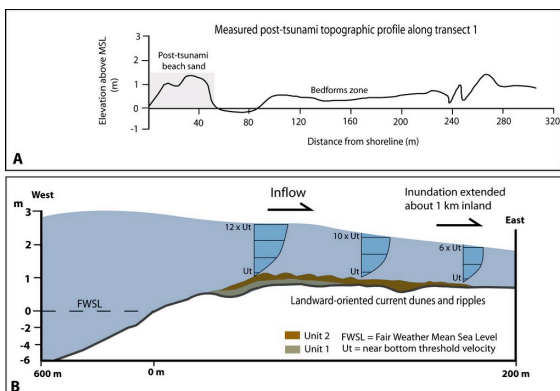 Measured post-tsunami topographic profile along transect 1
Elevation above MSL
(m)
3
2
1
0
-1
Post-tsunami
beach sand
Bedforms zone
40
80
120
160
200
240
280
320
Distance from shoreline (m)
A
West
m
3
2
1
0
-2
-4
-6
600 m
0 m
200 m
FWSL
Inflow
Inundation extended
about 1 km inland
East
12 x Ut
10 x Ut
6 x Ut
Ut
Ut
Ut
Landward-oriented current dunes and ripples
Unit 2
Unit 1
FWSL = Fair Weather Mean Sea Level
Ut = near bottom threshold velocity
B